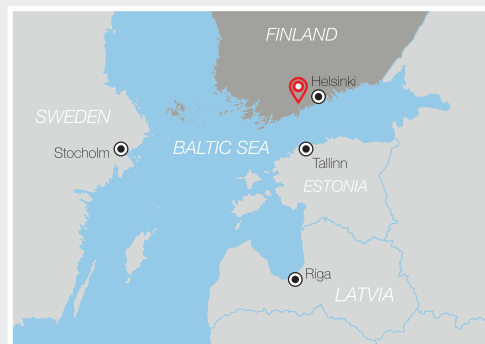 FINLAND
Helsinki
SWEDEN
Stocholm
BALTIC SEA
Tallinn
ESTONIA
Riga
LATVIA